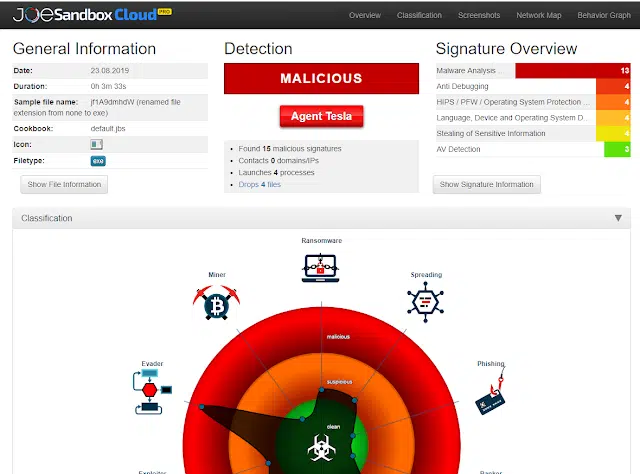 JOeSandbox Cloud PRO
Overview Classification Screenshots Network Map Behavior Graph
General Information
Date: 23.08.2019
Duration: 0h 3m 33s
Sample file name: jf1A9dmhdW (renamed file
extension from none to exe)
Cookbook: default.jbs
Icon:
Filetype: exe
Show File Information
Detection
MALICIOUS
Agent Tesla
Found 15 malicious signatures
Contacts 0 domains/IPs
Launches 4 processes
Drops 4 files
Signature Overview
Malware Analysis ... 13
Anti Debugging 4
HIPS / PFW / Operating System Protection ... 4
Language, Device and Operating System D... 4
Stealing of Sensitive Information 4
AV Detection 3
Show Signature Information
Classification
Ransomware
Miner
Spreading
malicious
Evader
Phishing
suspicious
clean
Exploiter